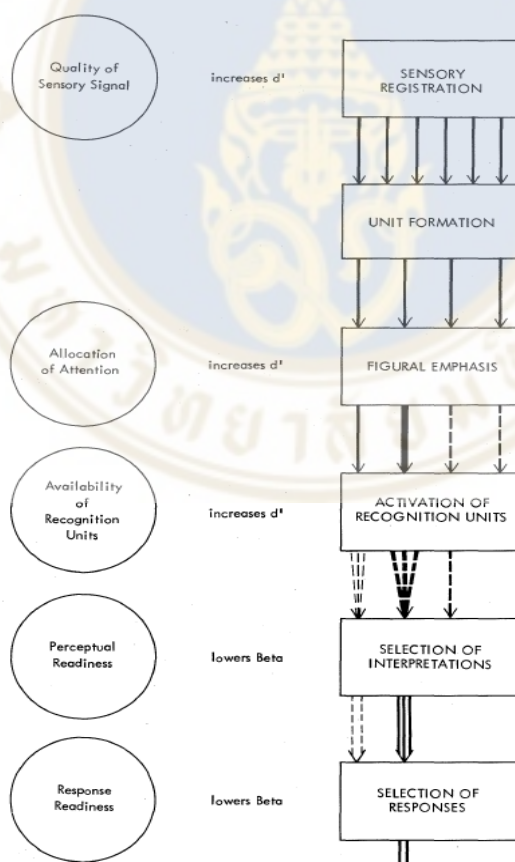 Quality of
Sensory Signal
increases d'
SENSORY
REGISTRATION
UNIT FORMATION
Allocation
of Attention
increases d'
FIGURAL EMPHASIS
Availability
of
Recognition
Units
increases d'
ACTIVATION OF
RECOGNITION UNITS
Perceptual
Readiness
lowers Beta
SELECTION OF
INTERPRETATIONS
Response
Readiness
lowers Beta
SELECTION OF
RESPONSES